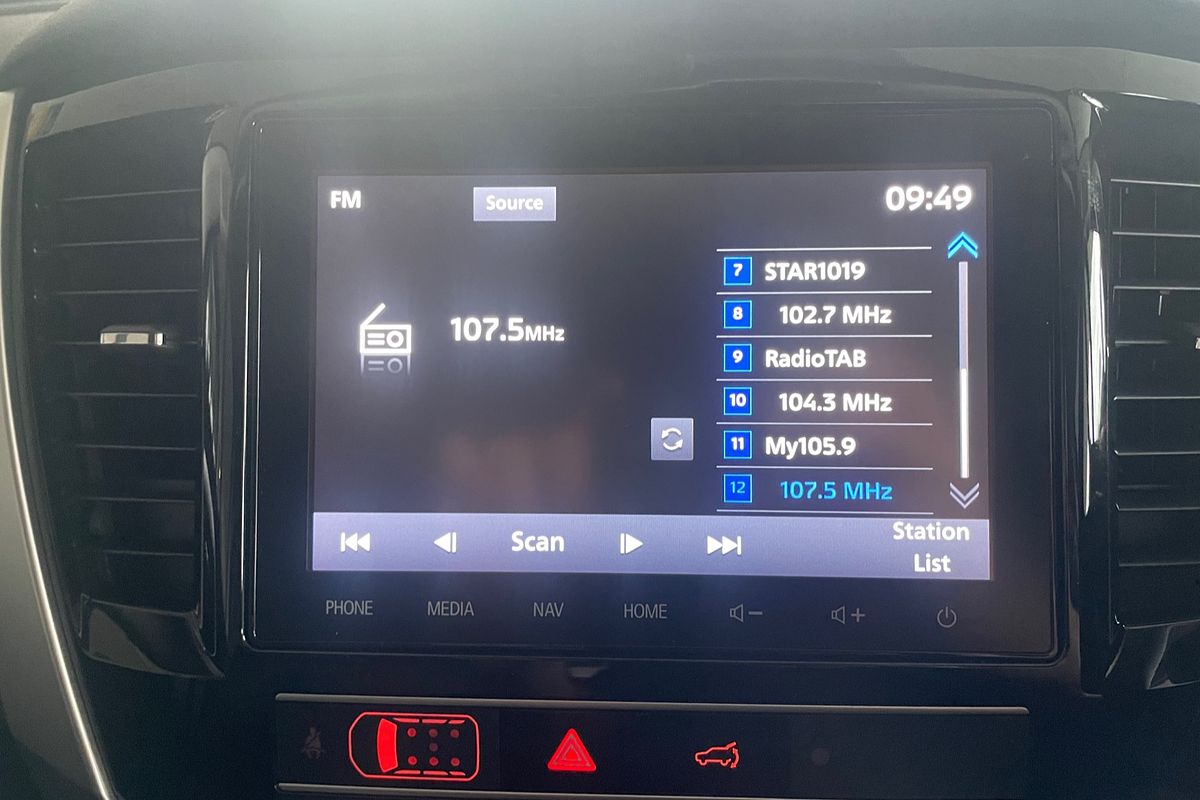 FM
Source
09:49
107.5MHz
7 STAR1019
8 102.7 MHz
9 RadioTAB
10 104.3 MHz
11 My105.9
12 107.5 MHz
Scan
Station
List
PHONE
MEDIA
NAV
HOME